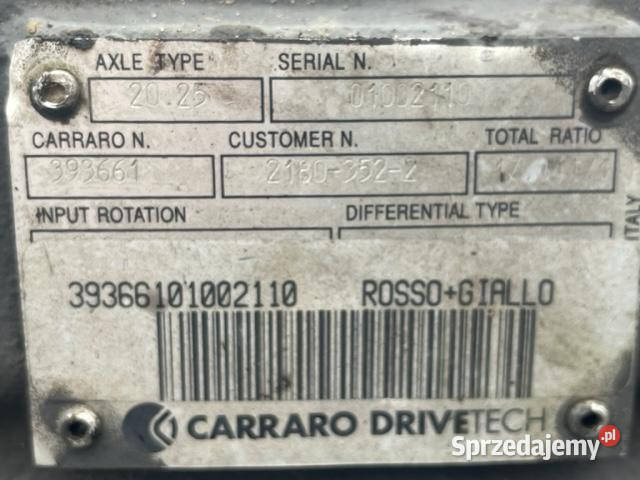 AXLE TYPE SERIAL N.
20.25 01002110
CARRARO N. CUSTOMER N. TOTAL RATIO
393661 2180-352-2
INPUT ROTATION DIFFERENTIAL TYPE
ITALY
39366101002110 ROSSO+GIALLO
CARRARO DRIVETECH
Sprzedajemy.pl